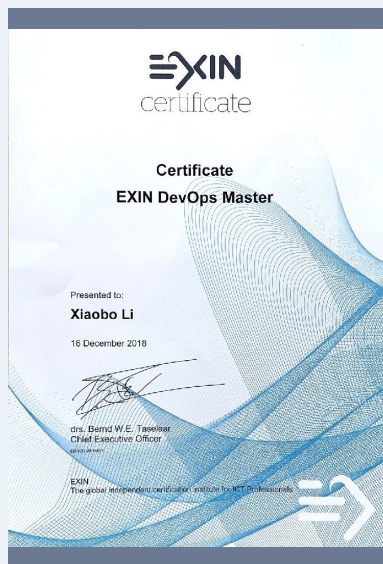 EXIN
certificate
Certificate
EXIN DevOps Master
Presented to:
Xiaobo Li
16 December 2018
drs. Bernd W.E. Taselaar
Chief Executive Officer
EXIN
The global independent certification institute for ICT Professionals